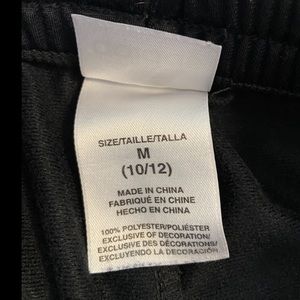 SIZE/TAILLE/TALLA
M
(10/12)
MADE IN CHINA
FABRIQUÉ EN CHINE
HECHO EN CHINA
100% POLYESTER/POLIÉSTER
EXCLUSIVE OF DECORATION/
EXCLUSIVE DES DÉCORATIONS/
EXCLUYENDO LA DECORACIÓN